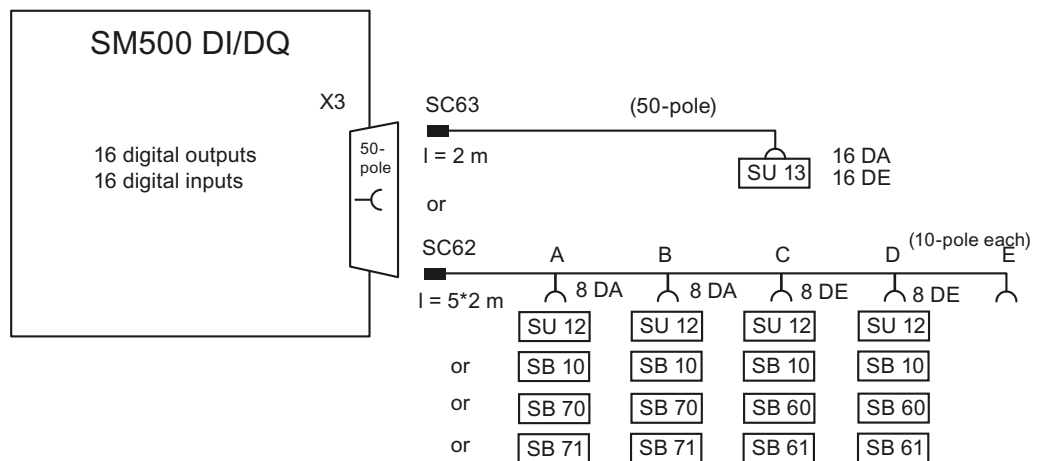 SM500 DI/DQ
X3
SC63 (50-pole)
16 digital outputs
16 digital inputs
50-
pole
l = 2 m
SU 13
16 DA
16 DE
or
SC62 A B C D (10-pole each) E
l = 5*2 m 8 DA 8 DA 8 DE 8 DE
SU 12 SU 12 SU 12 SU 12
or SB 10 SB 10 SB 10 SB 10
or SB 70 SB 70 SB 60 SB 60
or SB 71 SB 71 SB 61 SB 61